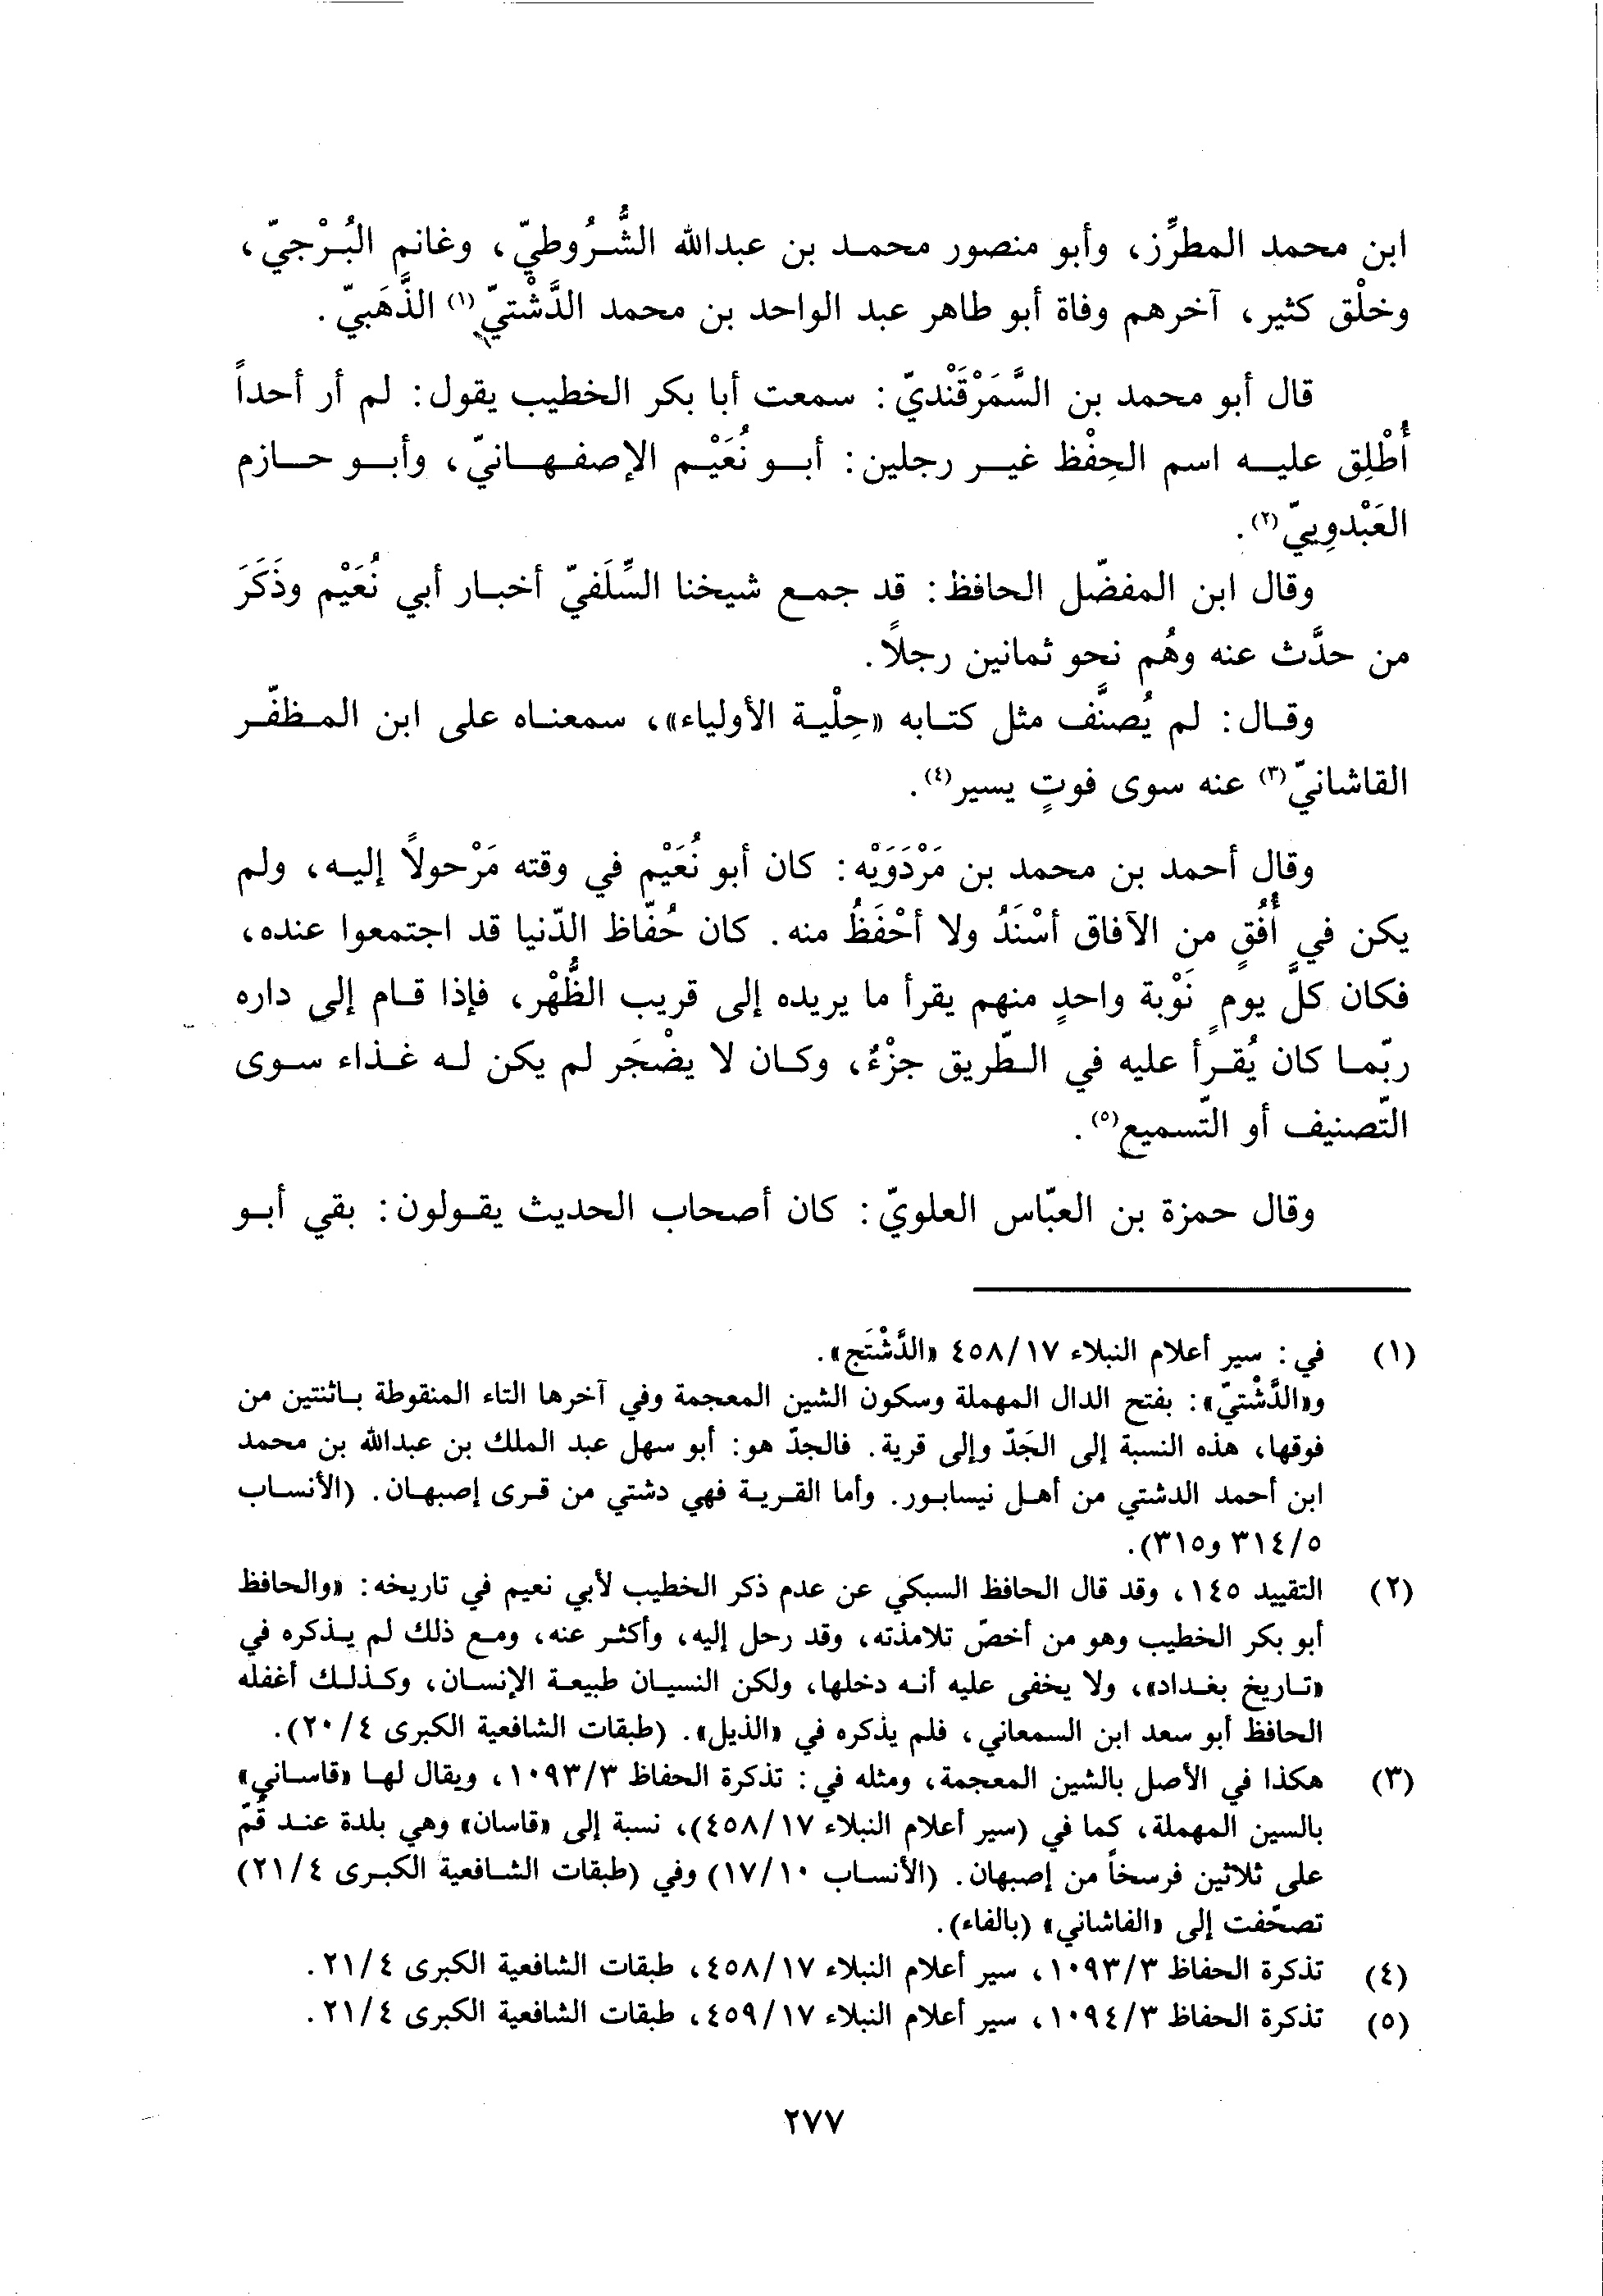 ابن محمد المطرِّز، وأبو منصور محمد بن عبدالله الشُّرُوطيّ، وغانم البُرْجيّ،
وخلْق كثير، آخرهم وفاة أبو طاهر عبد الواحد بن محمد الدَّشْتيّ(١) الذَّهَبيّ.
قال أبو محمد بن السَّمَرْقَنْديّ: سمعت أبا بكر الخطيب يقول: لم أر أحداً
أُطْلِق عليه اسم الحِفْظ غير رجلين: أبو نُعَيْم الإصفهانيّ، وأبو حازم
العَبْدوِييّ(٢).
وقال ابن المفضّل الحافظ: قد جمع شيخنا السِّلَفيّ أخبار أبي نُعَيْم وذَكَرَ
من حدَّث عنه وهُم نحو ثمانين رجلاً.
وقال: لم يُصنَّف مثل كتابه «حِلْية الأولياء»، سمعناه على ابن المظفّر
القاشانيّ(٣) عنه سوى فوتٍ يسير(٤).
وقال أحمد بن محمد بن مَرْدَوَيْه: كان أبو نُعَيْم في وقته مَرْحولاً إليه، ولم
يكن في أُفُقٍ من الآفاق أسْنَدُ ولا أحْفَظُ منه. كان حُفّاظ الدّنيا قد اجتمعوا عنده،
فكان كلّ يومٍ نَوْبة واحدٍ منهم يقرأ ما يريده إلى قريب الظُّهْر، فإذا قام إلى داره
ربّما كان يُقرأ عليه في الطّريق جزْءٌ، وكان لا يضْجَر لم يكن له غذاء سوى
التّصنيف أو التّسميع(٥).
وقال حمزة بن العبّاس العلويّ: كان أصحاب الحديث يقولون: بقي أبو
(١) في: سير أعلام النبلاء ٤٥٨/١٧ «الدَّشْتَج».
و«الدَّشْتيّ»: بفتح الدال المهملة وسكون الشين المعجمة وفي آخرها التاء المنقوطة باثنتين من
فوقها، هذه النسبة إلى الجَدّ وإلى قرية. فالجدّ هو: أبو سهل عبد الملك بن عبدالله بن محمد
ابن أحمد الدشتي من أهل نيسابور. وأما القرية فهي دشتي من قرى إصبهان. (الأنساب
٣١٤/٥ و٣١٥).
(٢) التقييد ١٤٥، وقد قال الحافظ السبكي عن عدم ذكر الخطيب لأبي نعيم في تاريخه: «والحافظ
أبو بكر الخطيب وهو من أخصّ تلامذته، وقد رحل إليه، وأكثر عنه، ومع ذلك لم يذكره في
«تاريخ بغداد»، ولا يخفى عليه أنه دخلها، ولكن النسيان طبيعة الإنسان، وكذلك أغفله
الحافظ أبو سعد ابن السمعاني، فلم يذكره في «الذيل». (طبقات الشافعية الكبرى ٢٠/٤).
(٣) هكذا في الأصل بالشين المعجمة، ومثله في: تذكرة الحفاظ ١٠٩٣/٣، ويقال لها «قاساني»
بالسين المهملة، كما في (سير أعلام النبلاء ٤٥٨/١٧)، نسبة إلى «قاسان» وهي بلدة عند قُمّ
على ثلاثين فرسخاً من إصبهان. (الأنساب ١٧/١٠) وفي (طبقات الشافعية الكبرى ٢١/٤)
تصحّفت إلى «الفاشاني» (بالفاء).
(٤) تذكرة الحفاظ ١٠٩٣/٣، سير أعلام النبلاء ٤٥٨/١٧، طبقات الشافعية الكبرى ٢١/٤.
(٥) تذكرة الحفاظ ١٠٩٤/٣، سير أعلام النبلاء ٤٥٩/١٧، طبقات الشافعية الكبرى ٢١/٤.
٢٧٧